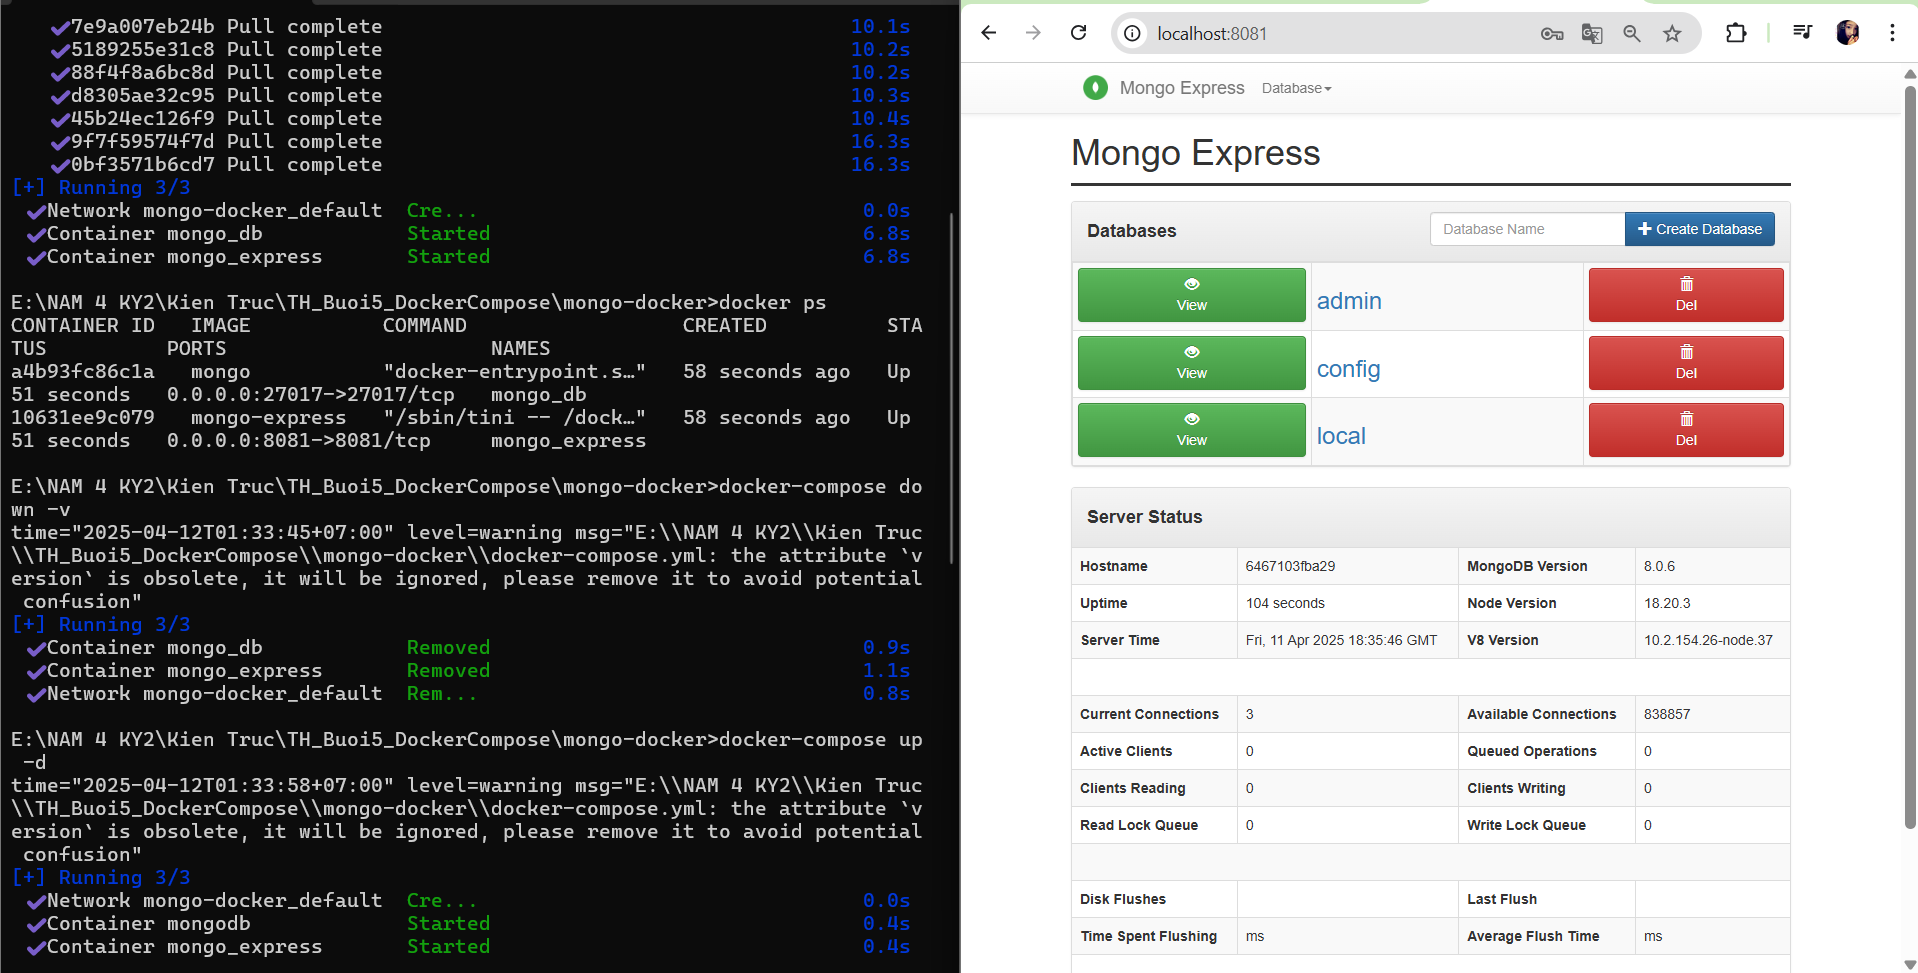 7e9a007eb24b Pull complete 10.1s
5189255e31c8 Pull complete 10.2s
88f4f8a6bc8d Pull complete 10.2s
d8305ae32c95 Pull complete 10.3s
45b24ec126f9 Pull complete 10.4s
9f7f59574f7d Pull complete 16.3s
0bf3571b6cd7 Pull complete 16.3s
[+] Running 3/3
Network mongo-docker_default Cre... 0.0s
Container mongo_db Started 6.8s
Container mongo_express Started 6.8s
E:\NAM 4 KY2\Kien Truc\TH_Buoi5_DockerCompose\mongo-docker>docker ps
CONTAINER ID IMAGE COMMAND CREATED STA
TUS PORTS NAMES
a4b93fc86c1a mongo "docker-entrypoint.s…" 58 seconds ago Up
51 seconds 0.0.0.0:27017->27017/tcp mongo_db
10631ee9c079 mongo-express "/sbin/tini -- /dock…" 58 seconds ago Up
51 seconds 0.0.0.0:8081->8081/tcp mongo_express
E:\NAM 4 KY2\Kien Truc\TH_Buoi5_DockerCompose\mongo-docker>docker-compose do
wn -v
time="2025-04-12T01:33:45+07:00" level=warning msg="E:\\NAM 4 KY2\\Kien Truc
\\TH_Buoi5_DockerCompose\\mongo-docker\\docker-compose.yml: the attribute `v
ersion` is obsolete, it will be ignored, please remove it to avoid potential
confusion"
[+] Running 3/3
Container mongo_db Removed 0.9s
Container mongo_express Removed 1.1s
Network mongo-docker_default Rem... 0.8s
E:\NAM 4 KY2\Kien Truc\TH_Buoi5_DockerCompose\mongo-docker>docker-compose up
-d
time="2025-04-12T01:33:58+07:00" level=warning msg="E:\\NAM 4 KY2\\Kien Truc
\\TH_Buoi5_DockerCompose\\mongo-docker\\docker-compose.yml: the attribute `v
ersion` is obsolete, it will be ignored, please remove it to avoid potential
confusion"
[+] Running 3/3
Network mongo-docker_default Cre... 0.0s
Container mongodb Started 0.4s
Container mongo_express Started 0.4s
localhost:8081
Mongo Express Database
Mongo Express
Databases Database Name Create Database
View admin Del
View config Del
View local Del
Server Status
Hostname 6467103fba29 MongoDB Version 8.0.6
Uptime 104 seconds Node Version 18.20.3
Server Time Fri, 11 Apr 2025 18:35:46 GMT V8 Version 10.2.154.26-node.37
Current Connections 3 Available Connections 838857
Active Clients 0 Queued Operations 0
Clients Reading 0 Clients Writing 0
Read Lock Queue 0 Write Lock Queue 0
Disk Flushes Last Flush
Time Spent Flushing ms Average Flush Time ms